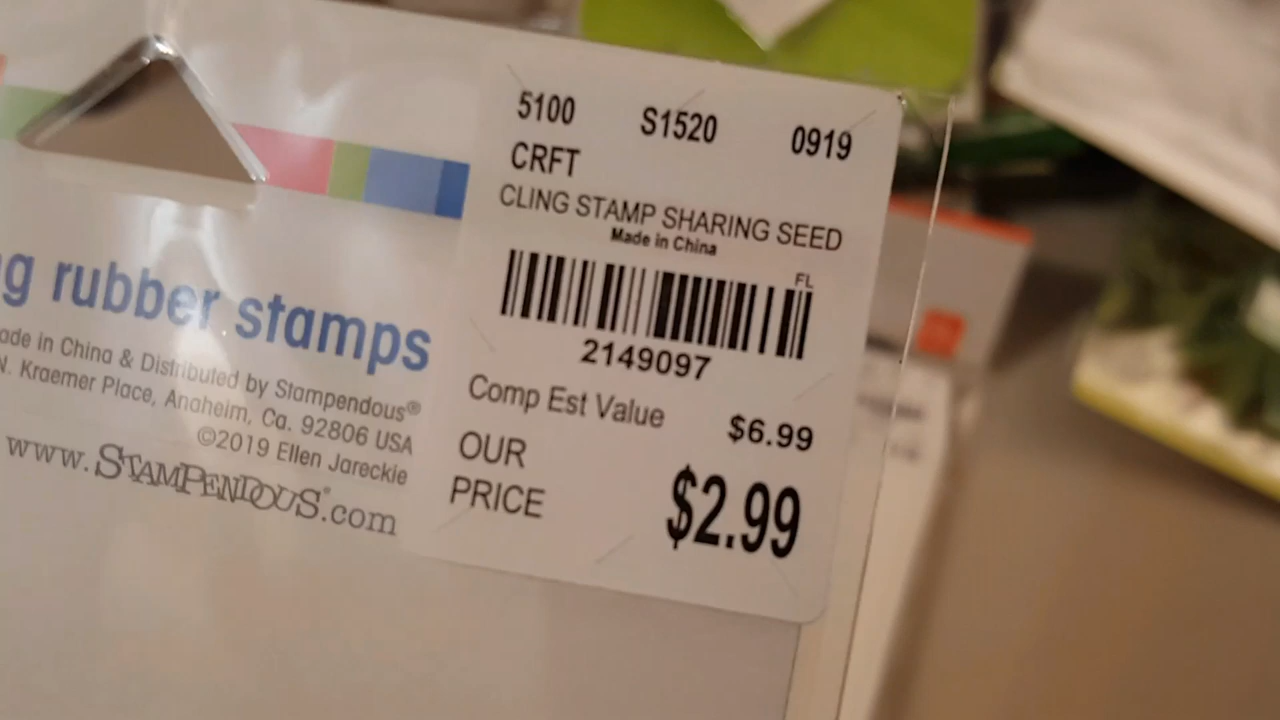 5100 S1520 0919
CRFT
CLING STAMP SHARING SEED
Made in China
FL
2149097
Comp Est Value $6.99
OUR
PRICE $2.99
g rubber stamps
ade in China & Distributed by Stampendous®
N. Kraemer Place, Anaheim, Ca. 92806 USA
©2019 Ellen Jareckie
www.STAMPENDOUS®.com